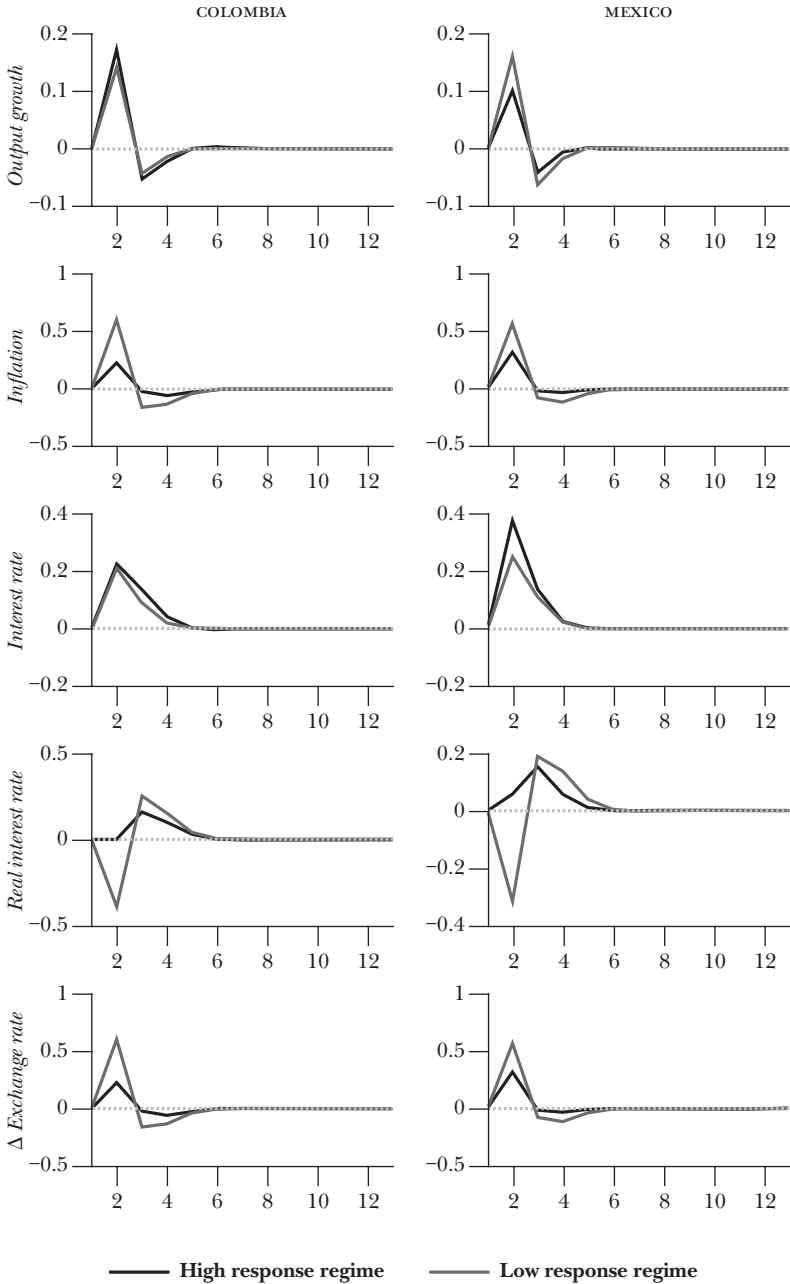 COLOMBIA MEXICO
Output growth
0.2 0.2
0.1 0.1
0 0
−0.1 −0.1
2 4 6 8 10 12 2 4 6 8 10 12
Inflation
1 1
0.5 0.5
0 0
−0.5 −0.5
2 4 6 8 10 12 2 4 6 8 10 12
Interest rate
0.4 0.4
0.2 0.2
0 0
−0.2 −0.2
2 4 6 8 10 12 2 4 6 8 10 12
Real interest rate
0.5 0.2
0 0
−0.2
−0.5 −0.4
2 4 6 8 10 12 2 4 6 8 10 12
Δ Exchange rate
1 1
0.5 0.5
0 0
−0.5 −0.5
2 4 6 8 10 12 2 4 6 8 10 12
High response regime Low response regime